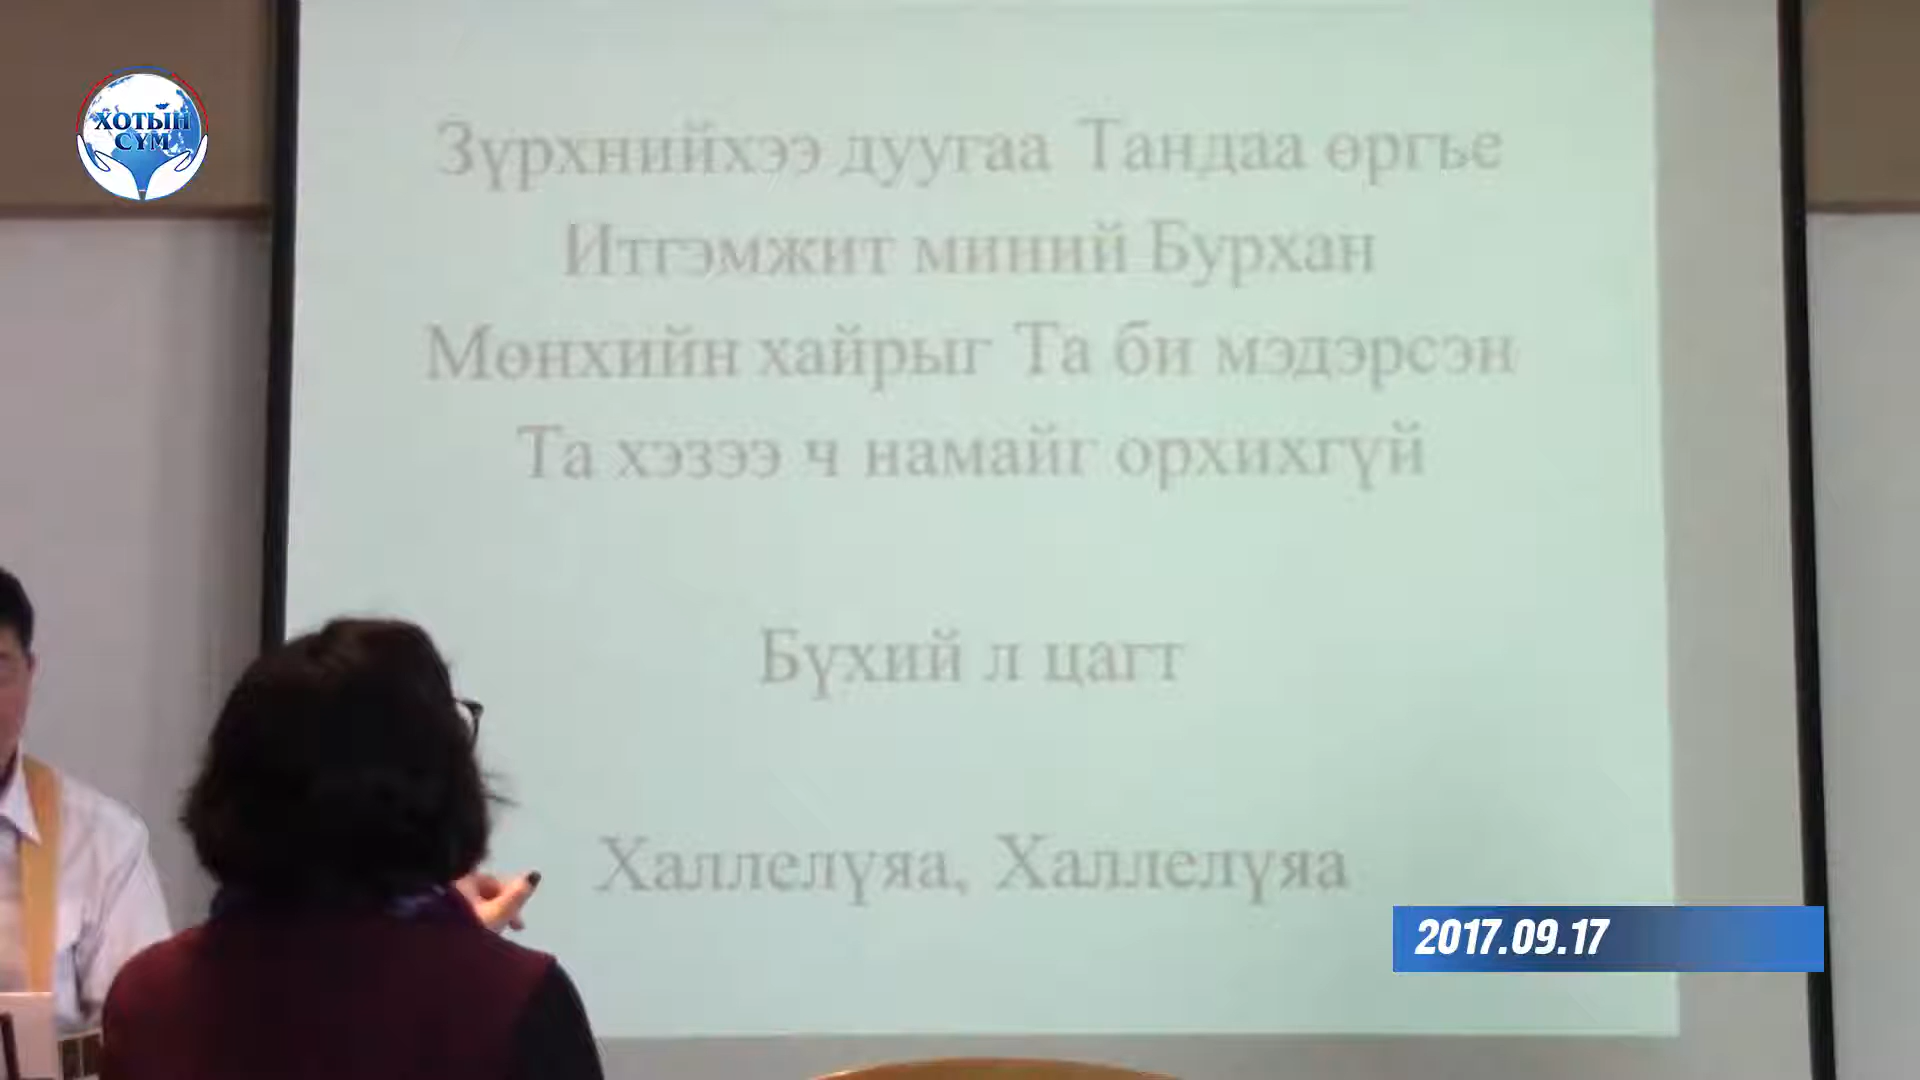 ХОТЫН
СҮМ
Зүрхнийхээ дуугаа Тандаа өргье
Итгэмжит миний Бурхан
Мөнхийн хайрыг Та би мэдэрсэн
Та хэзээ ч намайг орхихгүй
Бүхий л цагт
Халлелүяа, Халлелүяа
2017.09.17